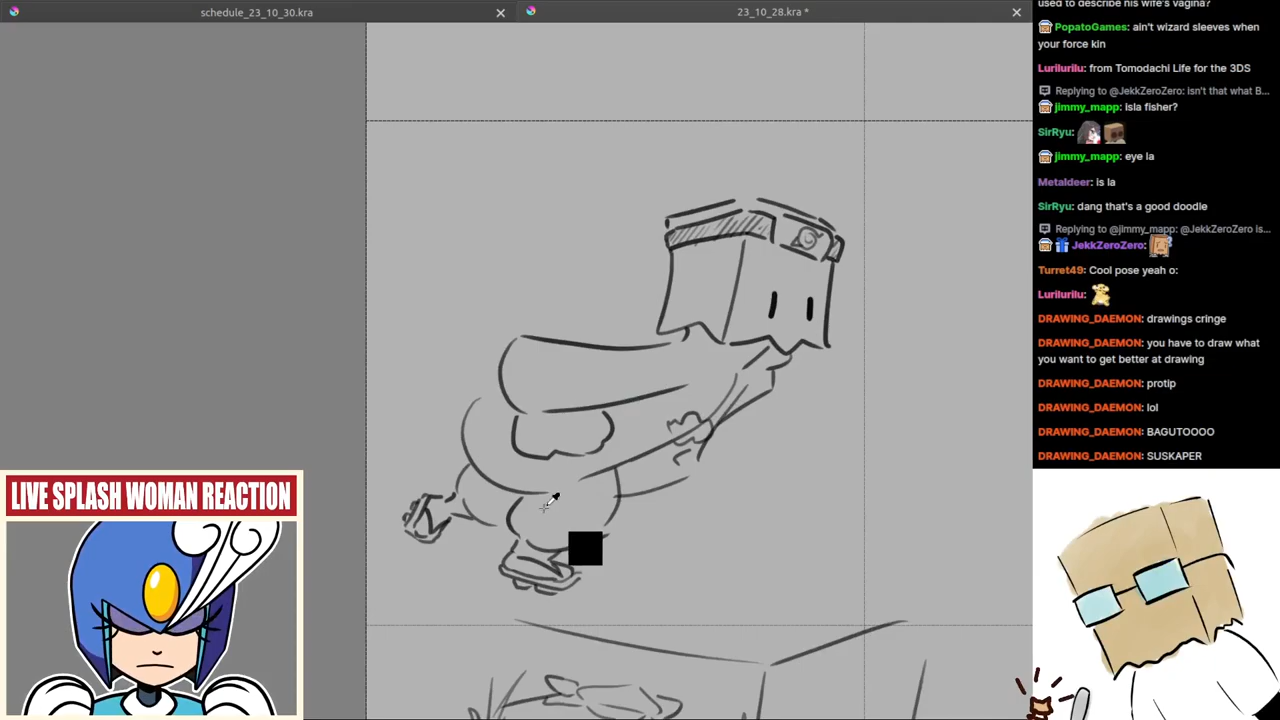 schedule_23_10_30.kra
23_10_28.kra *
used to describe his wife's vagina?
PopatoGames: ain't wizard sleeves when
your force kin
Lurilurilu: from Tomodachi Life for the 3DS
Replying to @JekkZeroZero: isn't that what B...
jimmy_mapp: isla fisher?
SirRyu:
jimmy_mapp: eye la
Metaldeer: is la
SirRyu: dang that's a good doodle
Replying to @jimmy_mapp: @JekkZeroZero is...
JekkZeroZero:
Turret49: Cool pose yeah o:
Lurilurilu:
DRAWING_DAEMON: drawings cringe
DRAWING_DAEMON: you have to draw what
you want to get better at drawing
DRAWING_DAEMON: protip
DRAWING_DAEMON: lol
DRAWING_DAEMON: BAGUTOOOO
DRAWING_DAEMON: SUSKAPER
LIVE SPLASH WOMAN REACTION